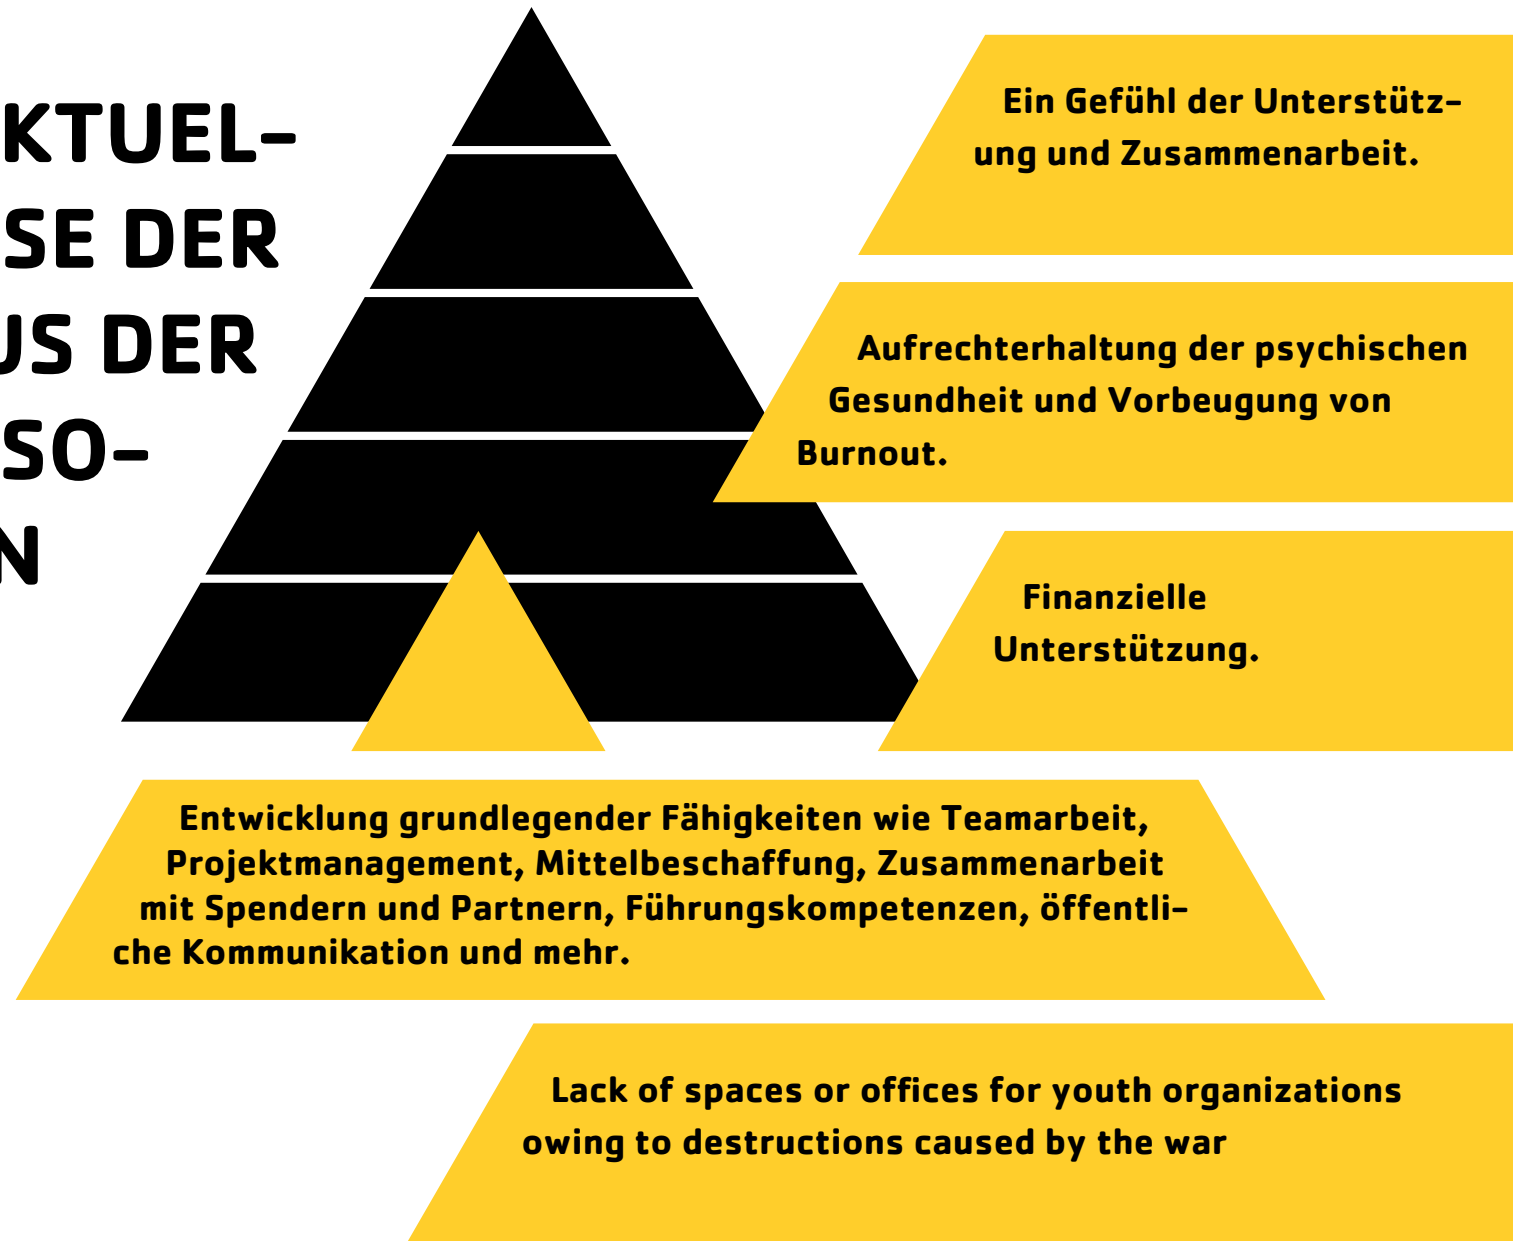 KTUEL-
SE DER
US DER
SO-
N
Ein Gefühl der Unterstütz-
ung und Zusammenarbeit.
Aufrechterhaltung der psychischen
Gesundheit und Vorbeugung von
Burnout.
Finanzielle
Unterstützung.
Entwicklung grundlegender Fähigkeiten wie Teamarbeit,
Projektmanagement, Mittelbeschaffung, Zusammenarbeit
mit Spendern und Partnern, Führungskompetenzen, öffentli-
che Kommunikation und mehr.
Lack of spaces or offices for youth organizations
owing to destructions caused by the war